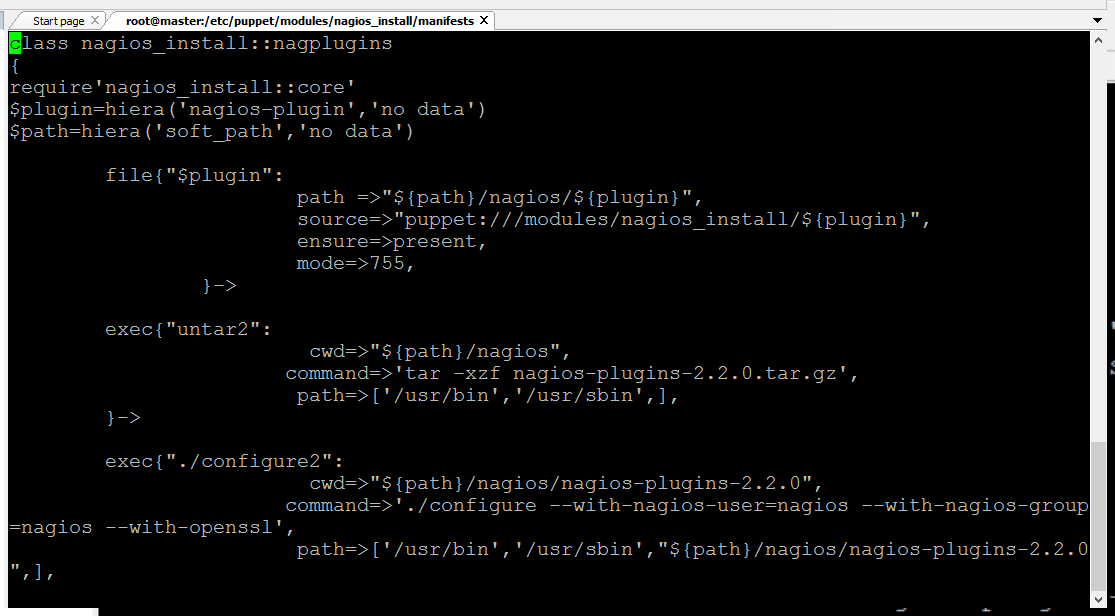 Start page
root@master:/etc/puppet/modules/nagios_install/manifests
class nagios_install::nagplugins
{
require'nagios_install::core'
$plugin=hiera('nagios-plugin','no data')
$path=hiera('soft_path','no data')
file{"$plugin":
path =>"${path}/nagios/${plugin}",
source=>"puppet:///modules/nagios_install/${plugin}",
ensure=>present,
mode=>755,
}->
exec{"untar2":
cwd=>"${path}/nagios",
command=>'tar -xzf nagios-plugins-2.2.0.tar.gz',
path=>['/usr/bin','/usr/sbin',],
}->
exec{"./configure2":
cwd=>"${path}/nagios/nagios-plugins-2.2.0",
command=>'./configure --with-nagios-user=nagios --with-nagios-group
=nagios --with-openssl',
path=>['/usr/bin','/usr/sbin',"${path}/nagios/nagios-plugins-2.2.0
",],